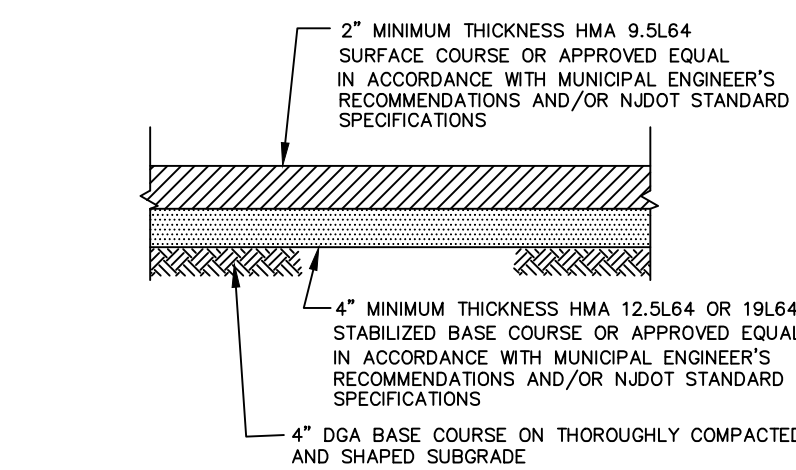 2" MINIMUM THICKNESS HMA 9.5L64
SURFACE COURSE OR APPROVED EQUAL
IN ACCORDANCE WITH MUNICIPAL ENGINEER'S
RECOMMENDATIONS AND/OR NJDOT STANDARD
SPECIFICATIONS
4" MINIMUM THICKNESS HMA 12.5L64 OR 19L64
STABILIZED BASE COURSE OR APPROVED EQUAL
IN ACCORDANCE WITH MUNICIPAL ENGINEER'S
RECOMMENDATIONS AND/OR NJDOT STANDARD
SPECIFICATIONS
4" DGA BASE COURSE ON THOROUGHLY COMPACTED
AND SHAPED SUBGRADE